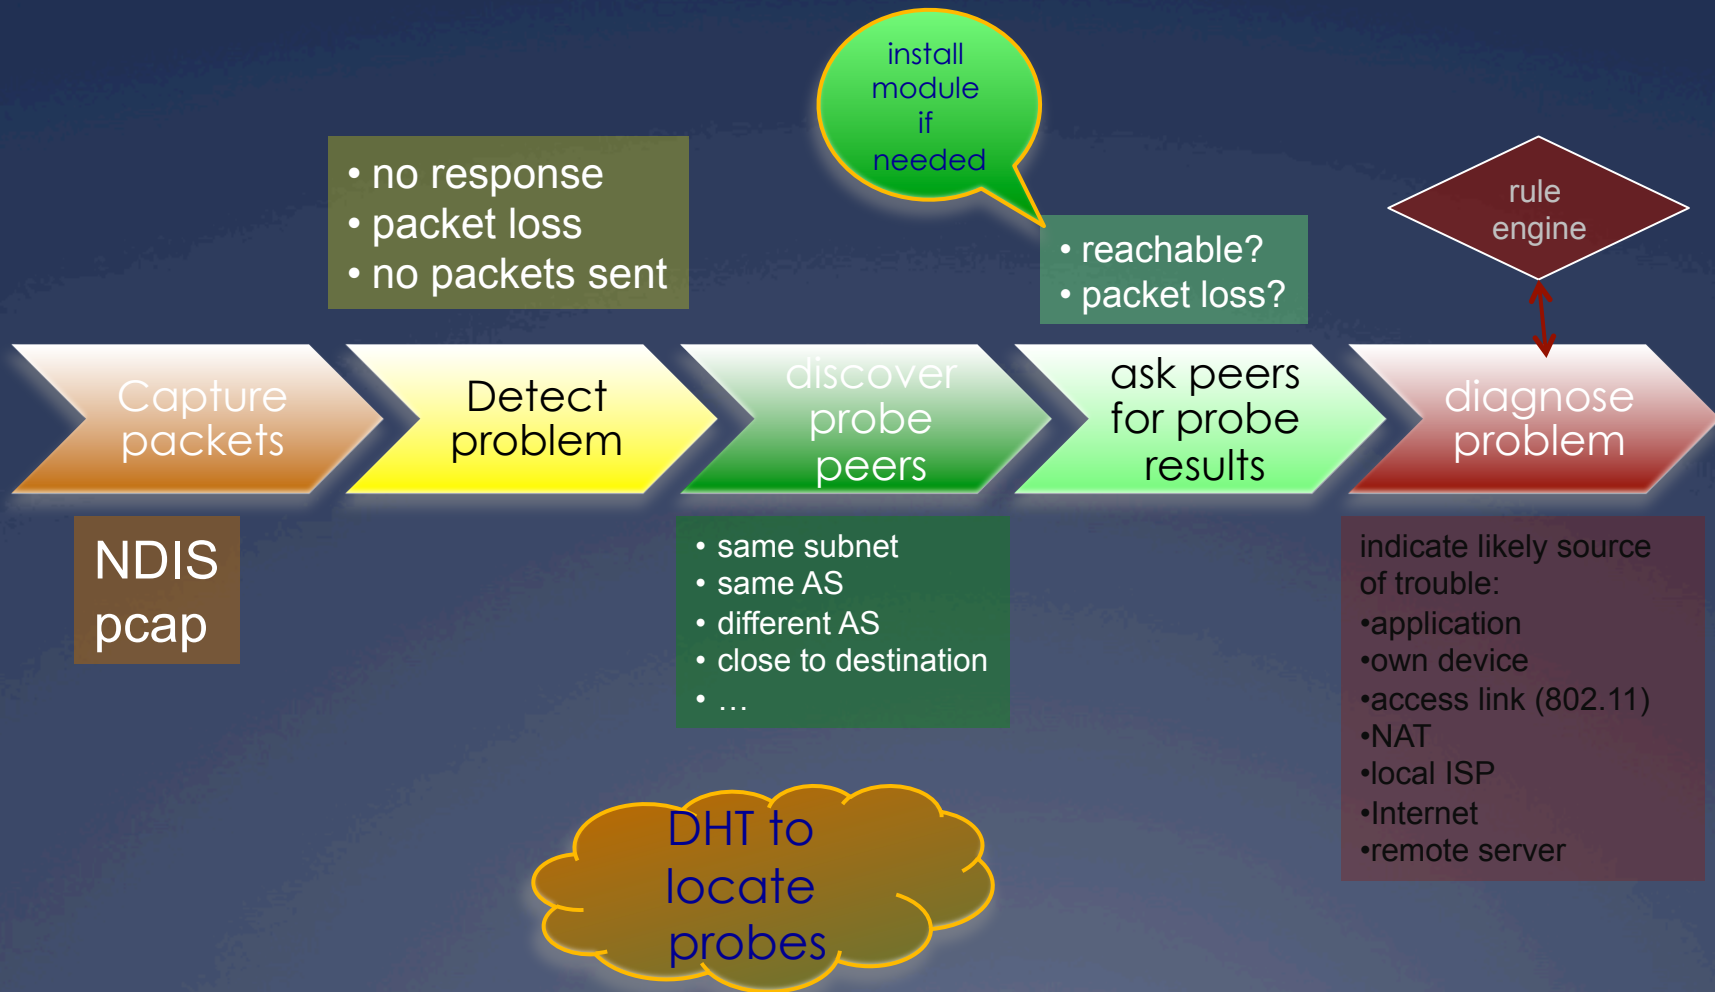 install
module
if
needed
• no response
• packet loss
• no packets sent
• reachable?
• packet loss?
rule
engine
Capture
packets
Detect
problem
discover
probe
peers
ask peers
for probe
results
diagnose
problem
NDIS
pcap
• same subnet
• same AS
• different AS
• close to destination
• …
indicate likely source
of trouble:
•application
•own device
•access link (802.11)
•NAT
•local ISP
•Internet
•remote server
DHT to
locate
probes